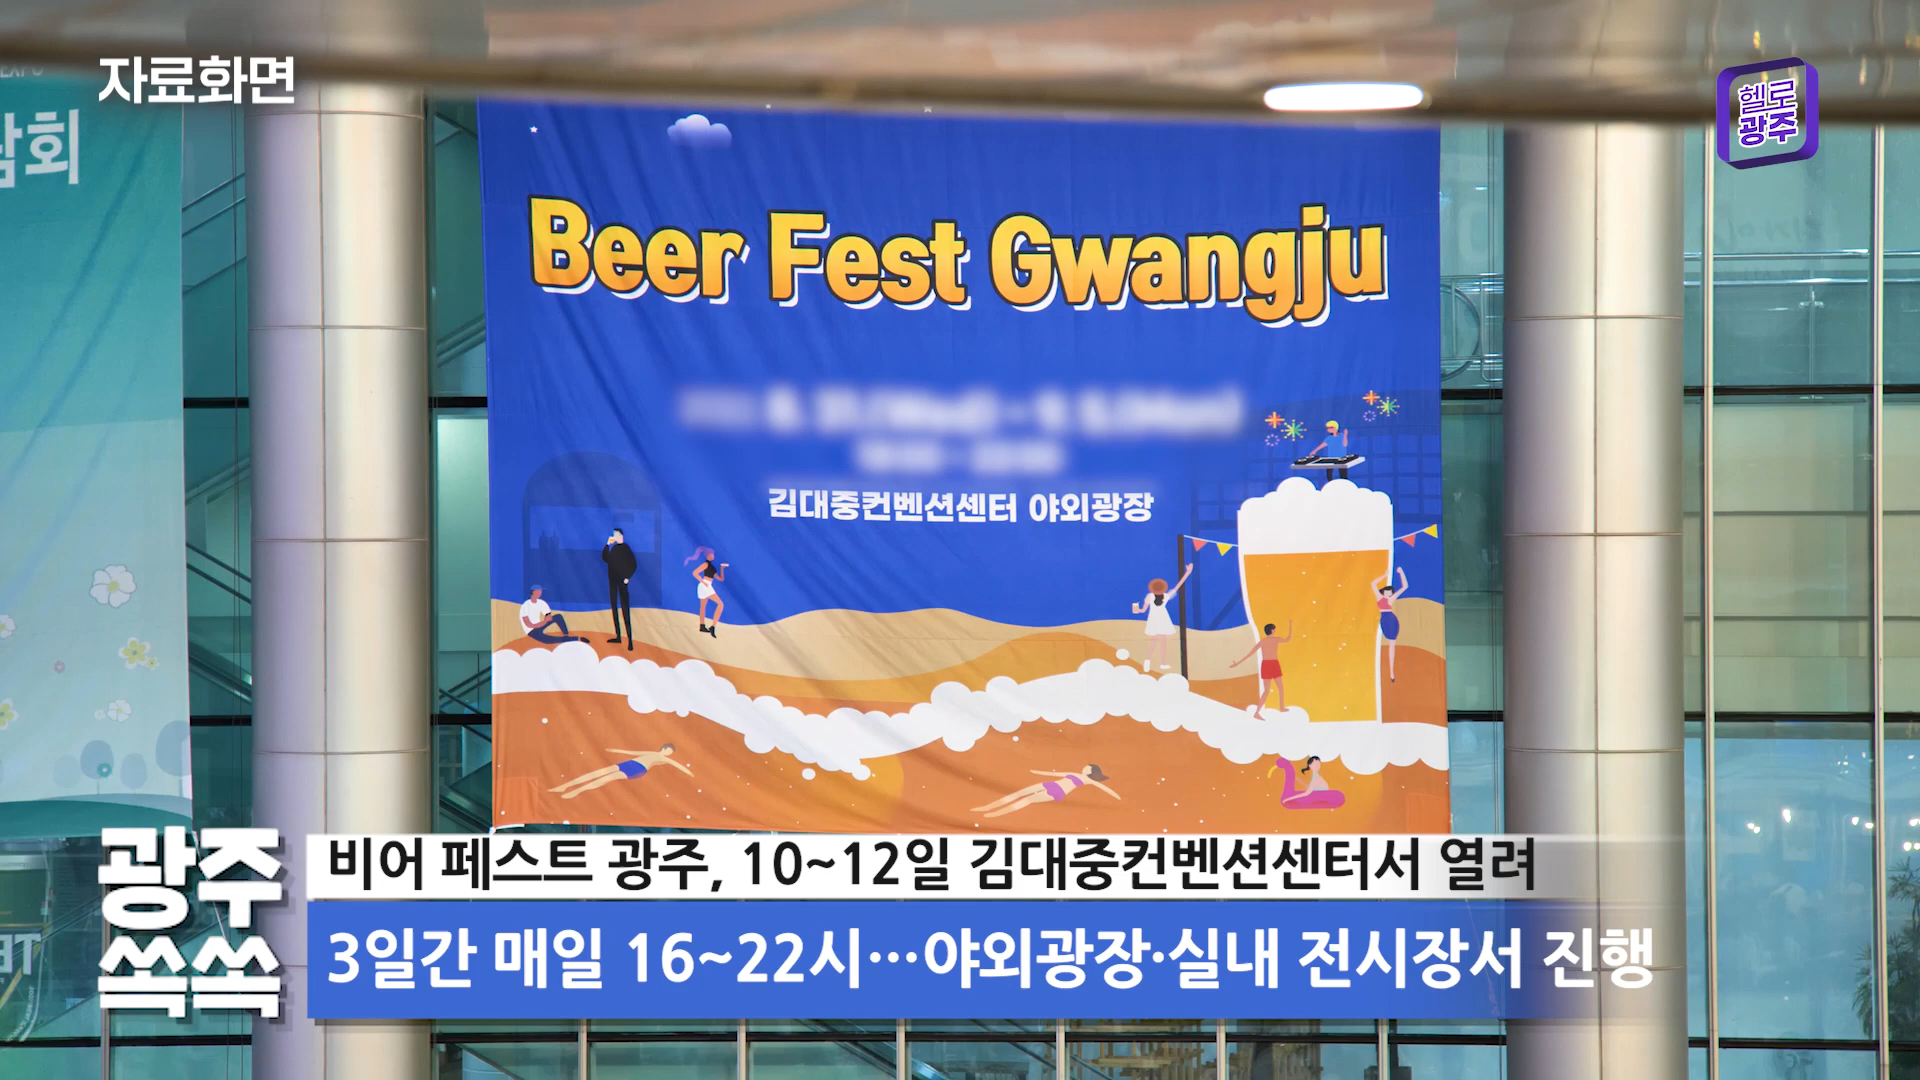 자료화면
헬로
광주
람회
Beer Fest Gwangju
김대중컨벤션센터 야외광장
광주
쏙쏙
비어 페스트 광주, 10~12일 김대중컨벤션센터서 열려
3일간 매일 16~22시…야외광장·실내 전시장서 진행